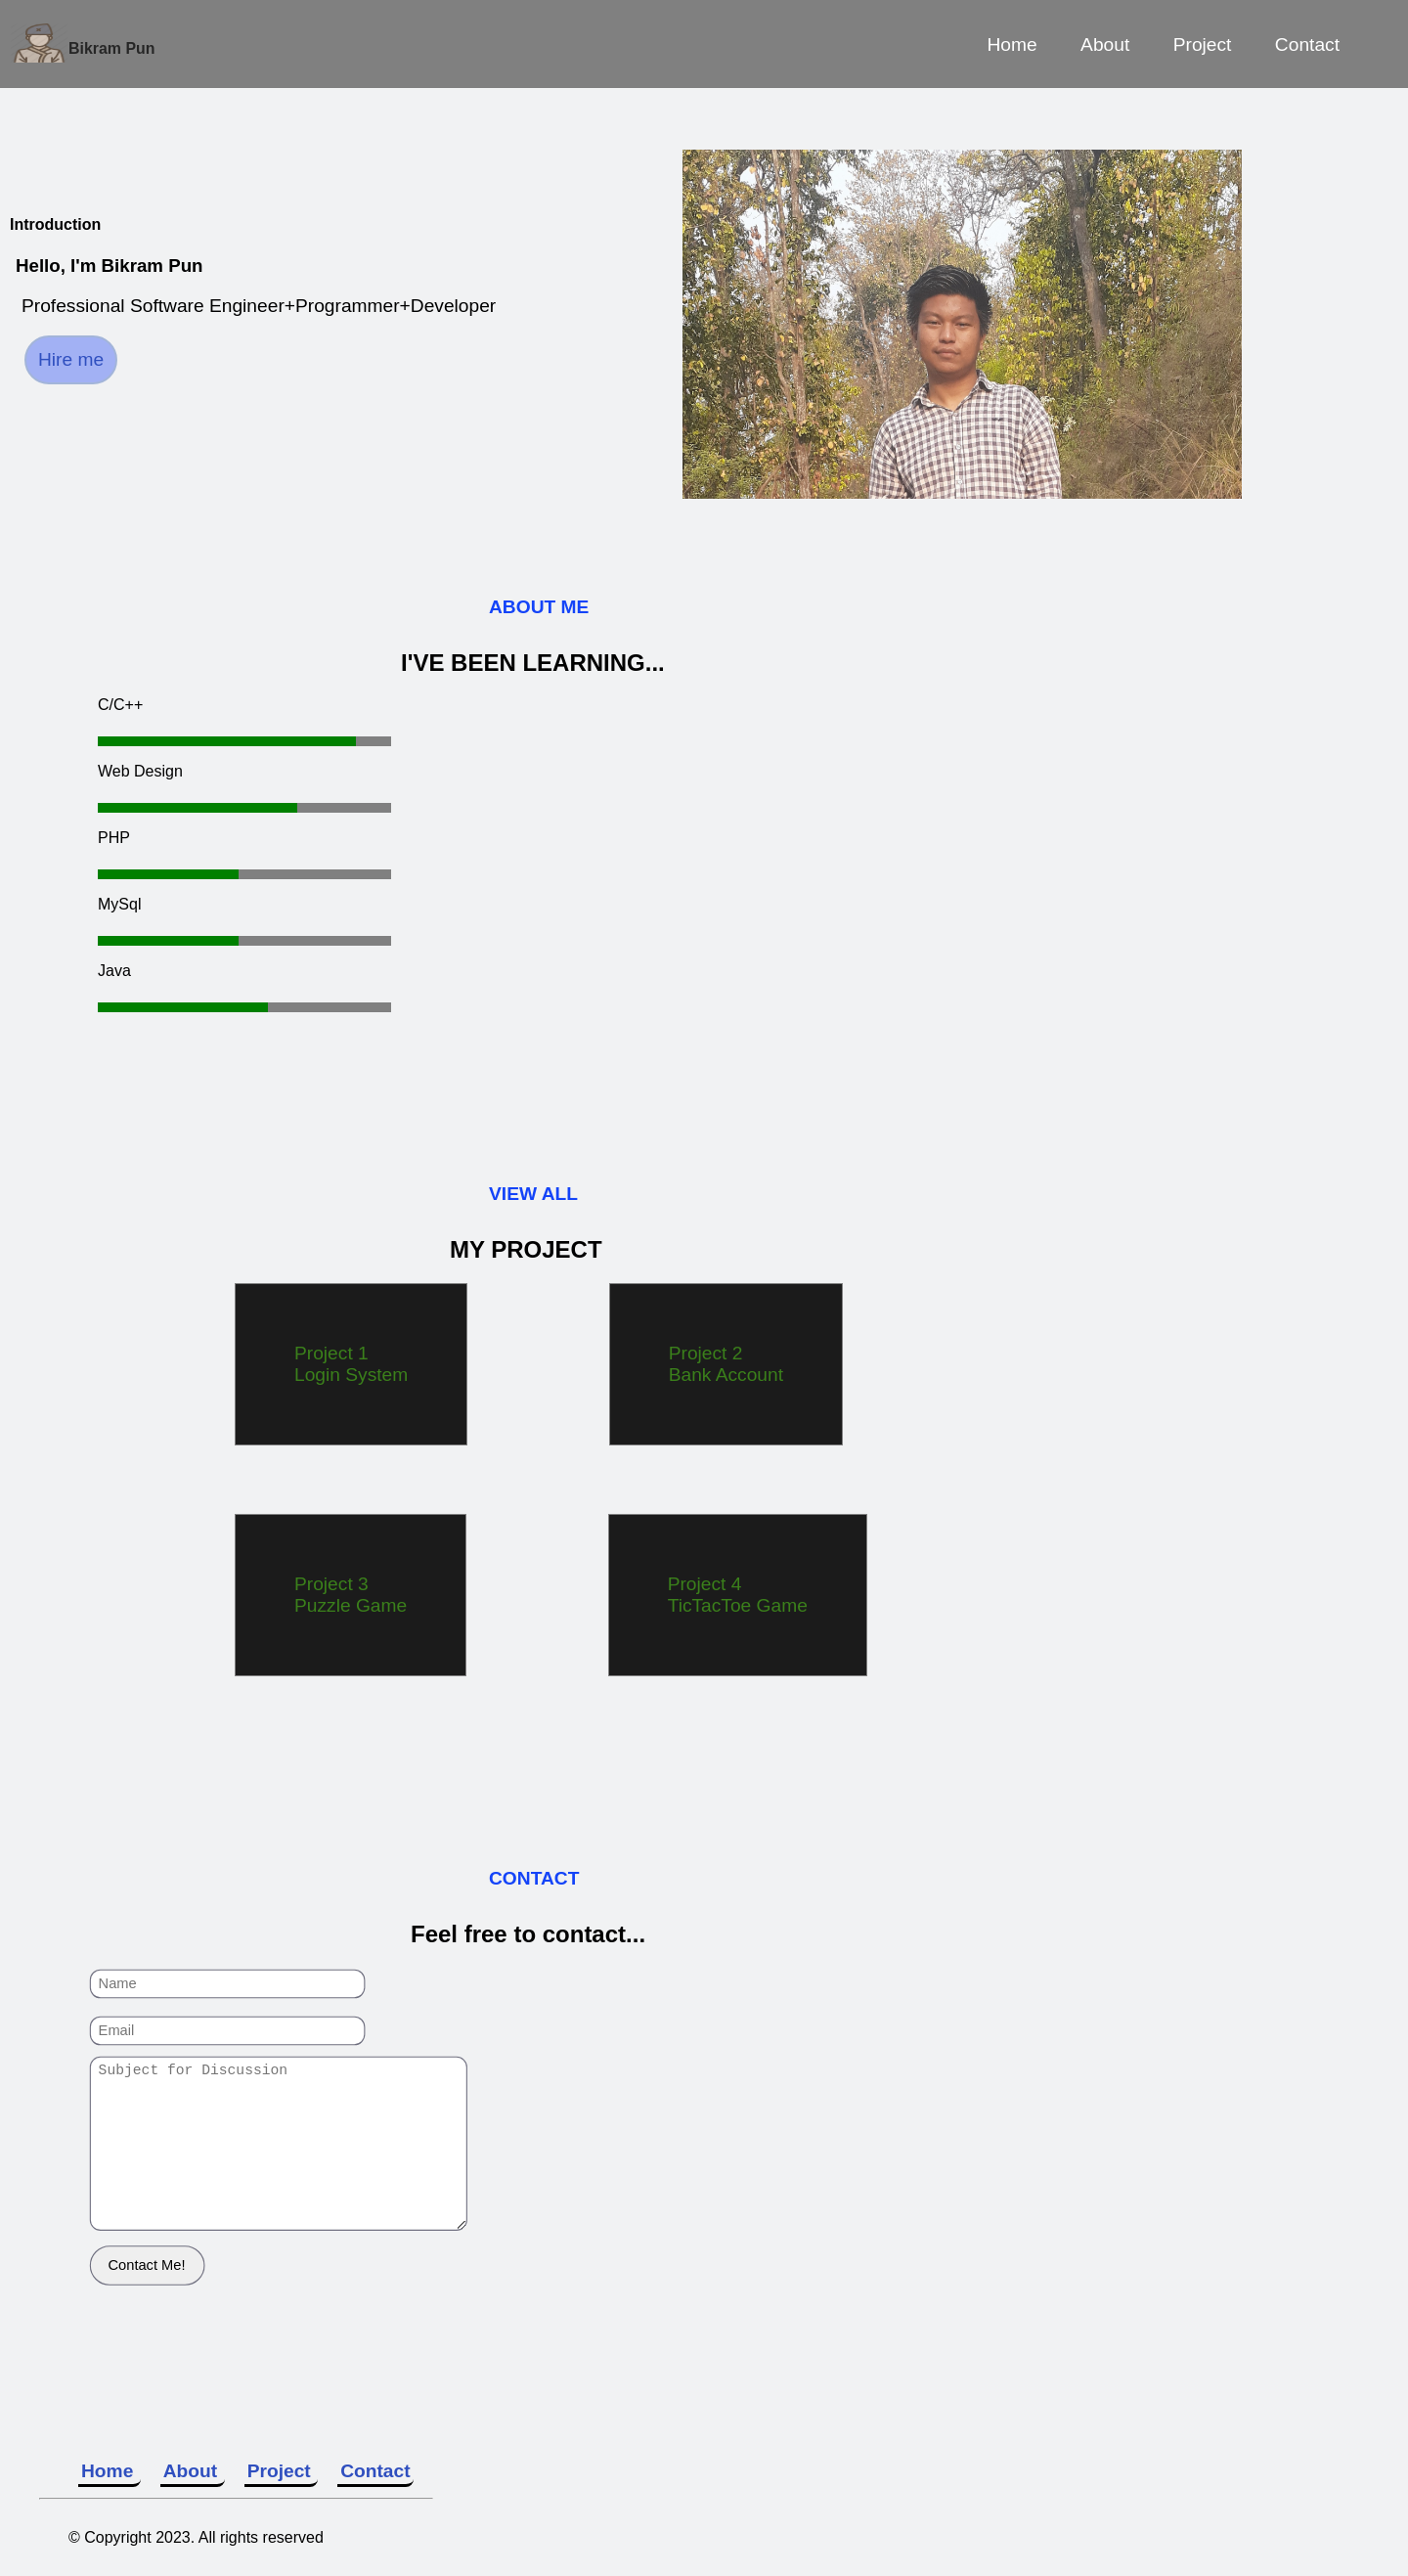 Bikram Pun
Home About Project Contact
Introduction
Hello, I'm Bikram Pun
Professional Software Engineer+Programmer+Developer
Hire me
ABOUT ME
I'VE BEEN LEARNING...
C/C++
Web Design
PHP
MySql
Java
VIEW ALL
MY PROJECT
Project 1
Login System
Project 2
Bank Account
Project 3
Puzzle Game
Project 4
TicTacToe Game
CONTACT
Feel free to contact...
Name
Email
Subject for Discussion
Contact Me!
Home About Project Contact
© Copyright 2023. All rights reserved